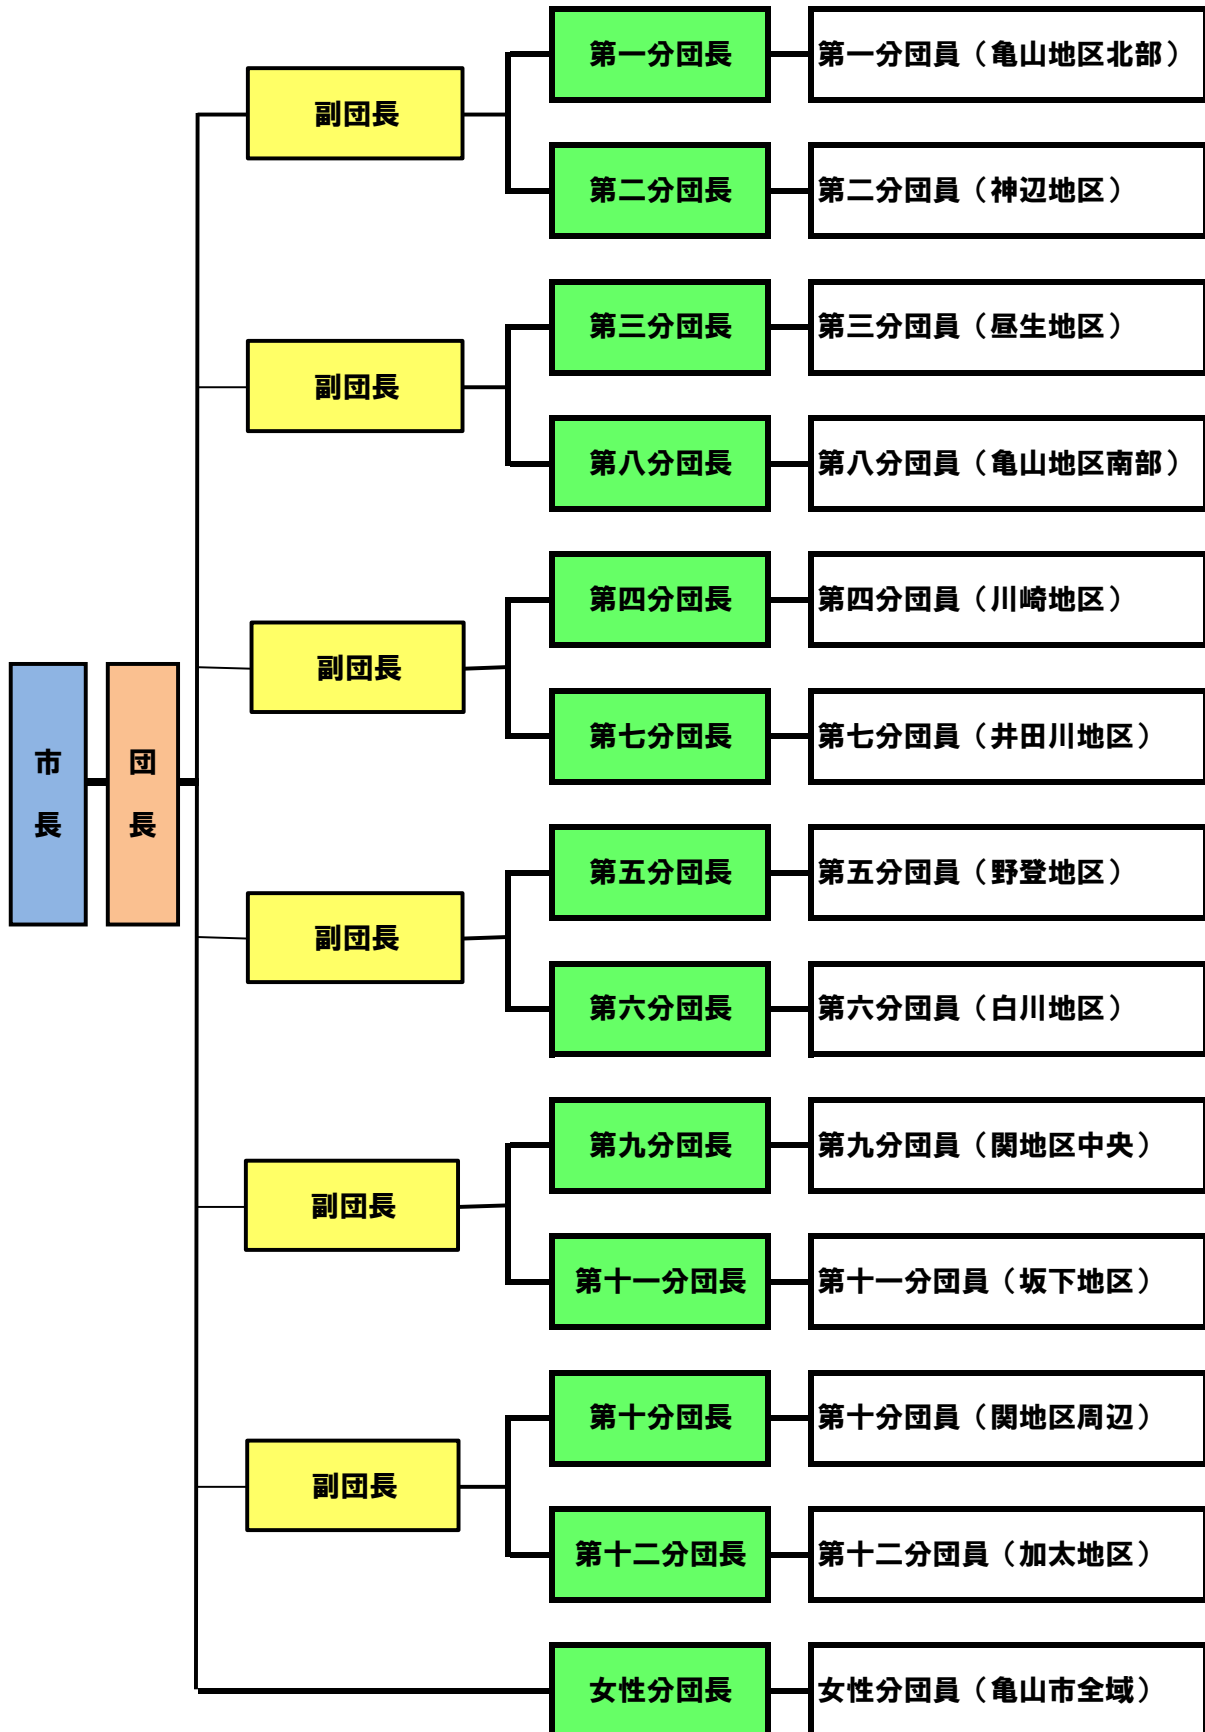 市長
団長
副団長
第一分団長
第一分団員（亀山地区北部）
第二分団長
第二分団員（神辺地区）
副団長
第三分団長
第三分団員（昼生地区）
第八分団長
第八分団員（亀山地区南部）
副団長
第四分団長
第四分団員（川崎地区）
第七分団長
第七分団員（井田川地区）
副団長
第五分団長
第五分団員（野登地区）
第六分団長
第六分団員（白川地区）
副団長
第九分団長
第九分団員（関地区中央）
第十一分団長
第十一分団員（坂下地区）
副団長
第十分団長
第十分団員（関地区周辺）
第十二分団長
第十二分団員（加太地区）
女性分団長
女性分団員（亀山市全域）